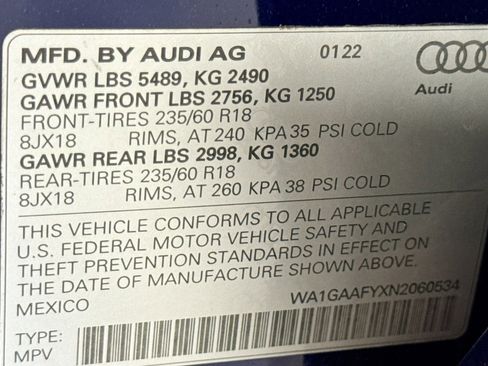 MFD. BY AUDI AG 0122
GVWR LBS 5489, KG 2490
GAWR FRONT LBS 2756, KG 1250
Audi
FRONT-TIRES 235/60 R18
8JX18 RIMS, AT 240 KPA 35 PSI COLD
GAWR REAR LBS 2998, KG 1360
REAR-TIRES 235/60 R18
8JX18 RIMS, AT 260 KPA 38 PSI COLD
THIS VEHICLE CONFORMS TO ALL APPLICABLE
U.S. FEDERAL MOTOR VEHICLE SAFETY AND
THEFT PREVENTION STANDARDS IN EFFECT ON
THE DATE OF MANUFACTURE SHOWN ABOVE.
MEXICO WA1GAAFYXN2060534
TYPE:
MPV